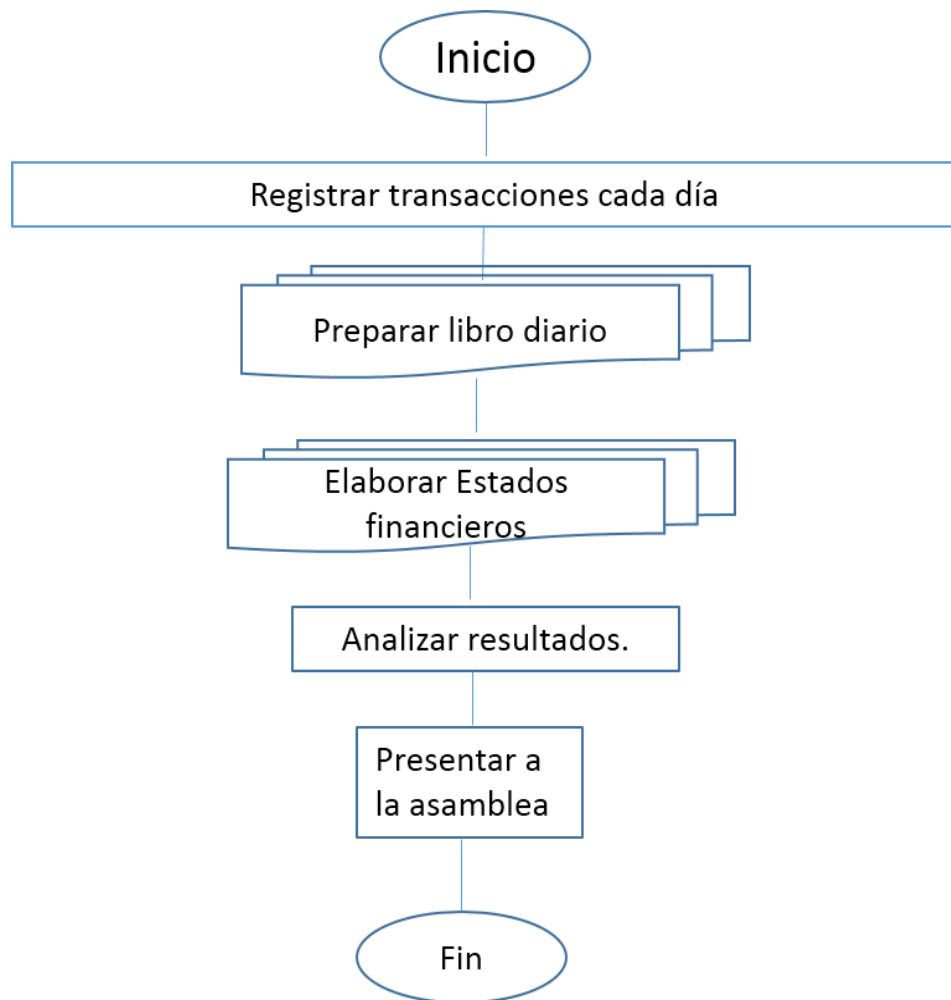 Inicio
Registrar transacciones cada día
Preparar libro diario
Elaborar Estados
financieros
Analizar resultados.
Presentar a
la asamblea
Fin